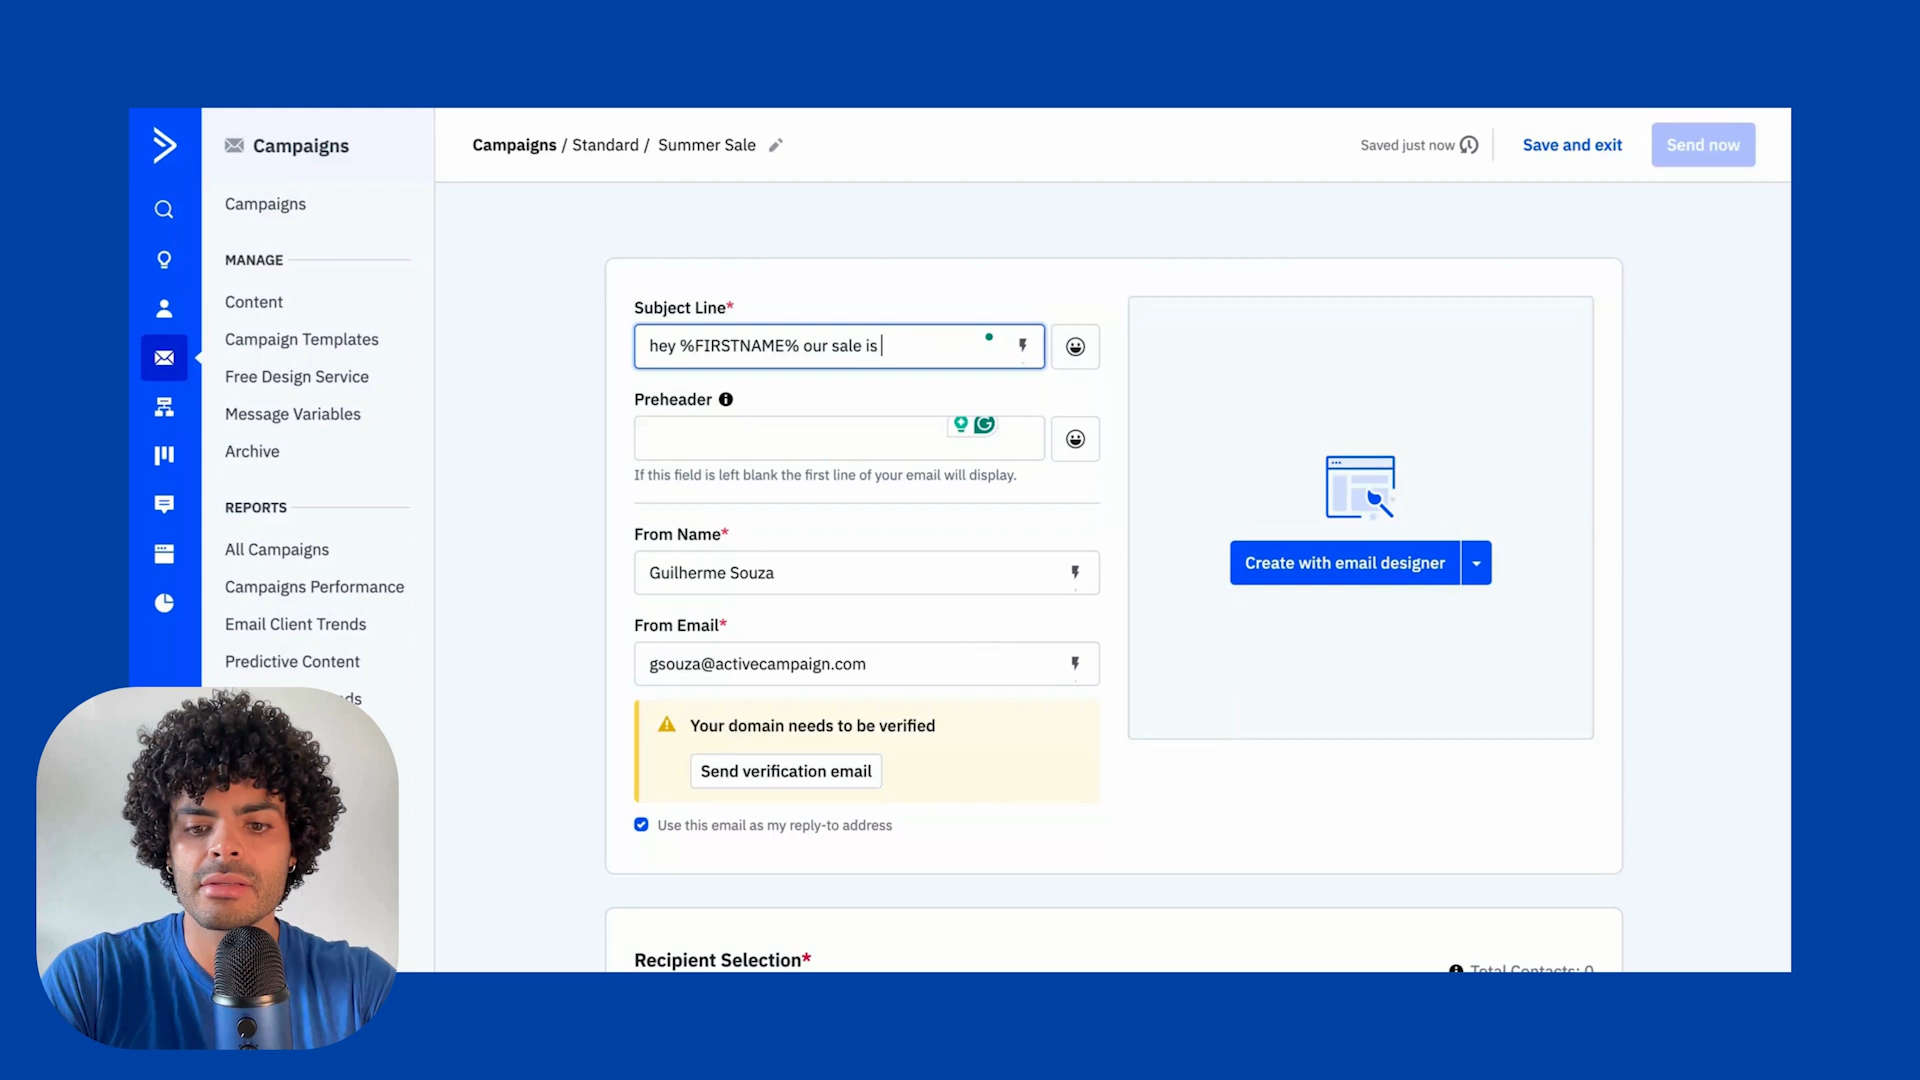 Campaigns
Campaigns / Standard / Summer Sale
Saved just now
Save and exit
Send now
Campaigns
MANAGE
Content
Campaign Templates
Free Design Service
Message Variables
Archive
REPORTS
All Campaigns
Campaigns Performance
Email Client Trends
Predictive Content
ds
Subject Line*
hey %FIRSTNAME% our sale is
Preheader
If this field is left blank the first line of your email will display.
From Name*
Guilherme Souza
From Email*
gsouza@activecampaign.com
Your domain needs to be verified
Send verification email
Use this email as my reply-to address
Create with email designer
Recipient Selection*
Total Contacts: 0